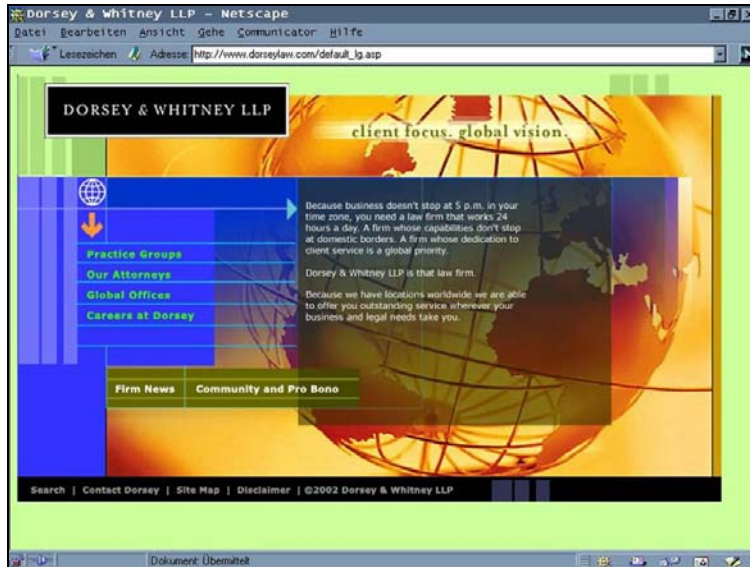 Dorsey & Whitney LLP - Netscape
Datei Bearbeiten Ansicht Gehe Communicator Hilfe
Lesezeichen Adresse: http://www.dorseylaw.com/default_lg.asp
DORSEY & WHITNEY LLP
client focus. global vision.
Because business doesn't stop at 5 p.m. in your
time zone, you need a law firm that works 24
hours a day. A firm whose capabilities don't stop
at domestic borders. A firm whose dedication to
client service is a global priority.
Dorsey & Whitney LLP is that law firm.
Because we have locations worldwide we are able
to offer you outstanding service wherever your
business and legal needs take you.
Practice Groups
Our Attorneys
Global Offices
Careers at Dorsey
Firm News Community and Pro Bono
Search | Contact Dorsey | Site Map | Disclaimer | ©2002 Dorsey & Whitney LLP
Dokument: Übermittelt